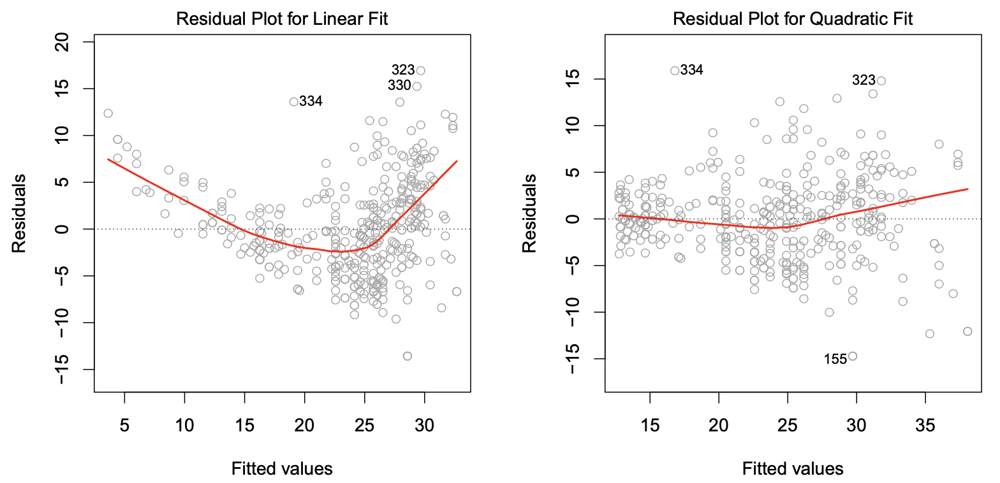 Residual Plot for Linear Fit
20
15
10
5
0
−5
−10
−15
Residuals
323
330
334
5 10 15 20 25 30
Fitted values
Residual Plot for Quadratic Fit
15
10
5
0
−5
−10
−15
Residuals
334
323
155
15 20 25 30 35
Fitted values